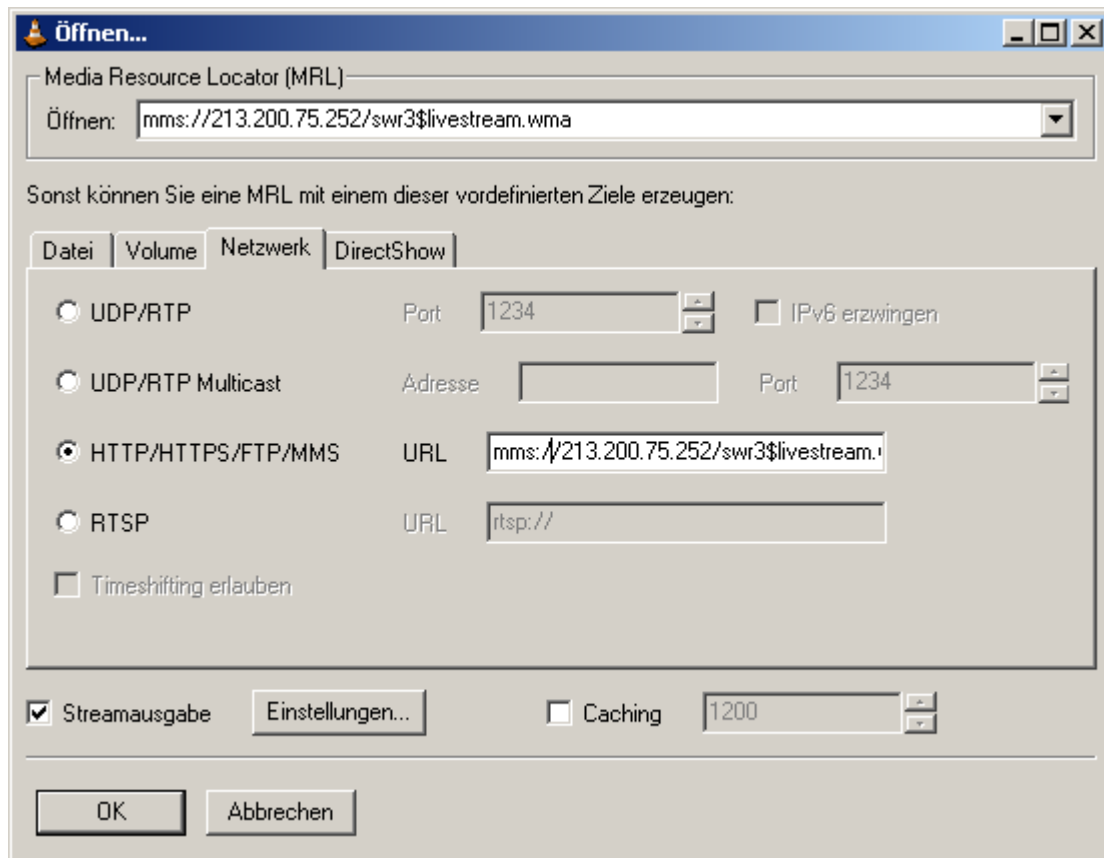 Öffnen...
Media Resource Locator (MRL)
Öffnen: mms://213.200.75.252/swr3$livestream.wma
Sonst können Sie eine MRL mit einem dieser vordefinierten Ziele erzeugen:
Datei Volume Netzwerk DirectShow
UDP/RTP Port 1234 IPv6 erzwingen
UDP/RTP Multicast Adresse Port 1234
HTTP/HTTPS/FTP/MMS URL mms://213.200.75.252/swr3$livestream.
RTSP URL rtsp://
Timeshifting erlauben
Streamausgabe Einstellungen... Caching 1200
OK Abbrechen